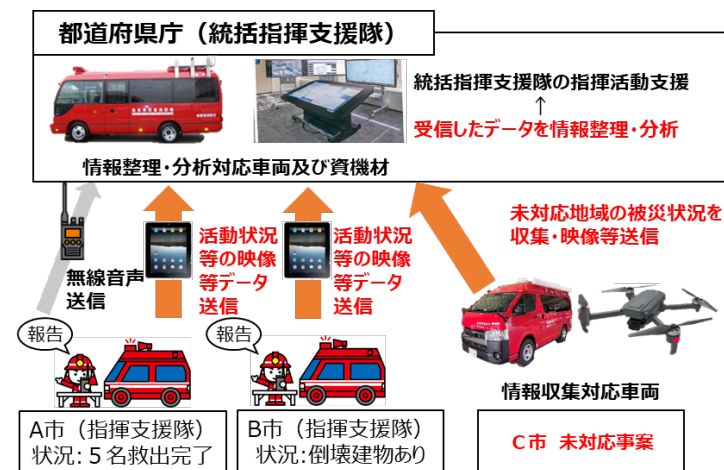 都道府県庁（統括指揮支援隊）
統括指揮支援隊の指揮活動支援
↑
受信したデータを情報整理・分析
情報整理・分析対応車両及び資機材
無線音声
送信
活動状況
等の映像
等データ
送信
活動状況
等の映像
等データ
送信
未対応地域の被災状況を
収集・映像等送信
報告
報告
情報収集対応車両
A市（指揮支援隊）
状況：５名救出完了
B市（指揮支援隊）
状況:倒壊建物あり
C市 未対応事案